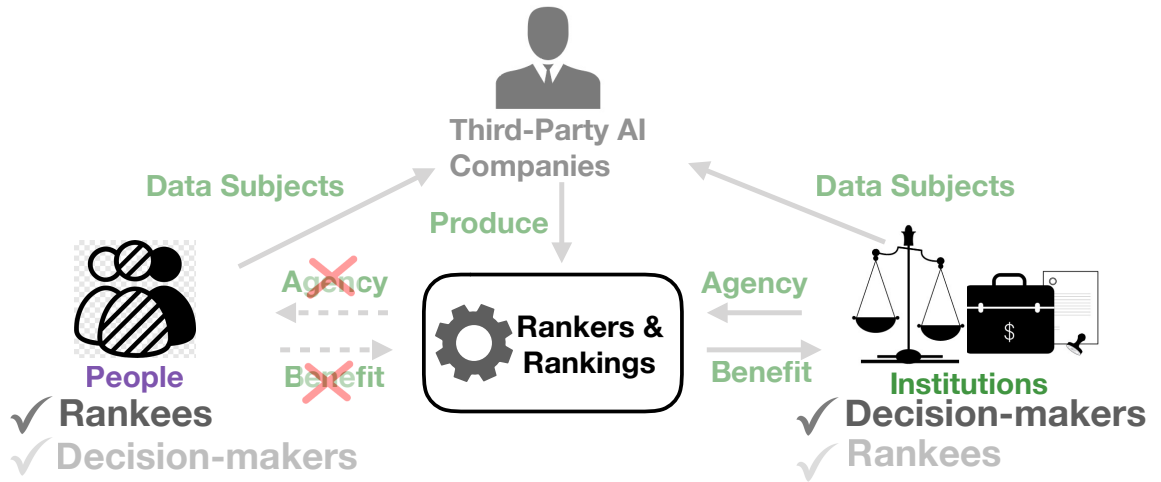 Third-Party AI
Companies
Data Subjects
Data Subjects
Produce
Agency
Agency
Rankers &
Rankings
$
Benefit
Benefit
People
Institutions
Rankees
Decision-makers
Decision-makers
Rankees